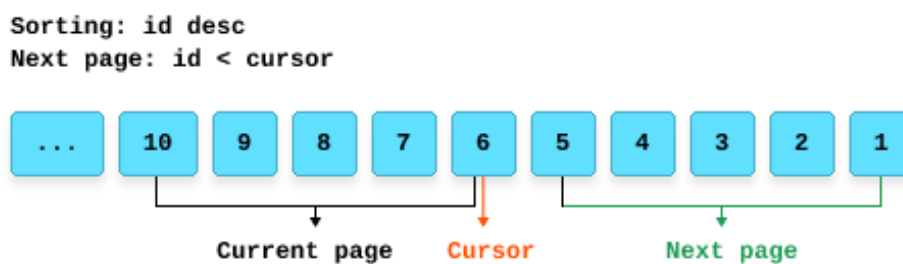 Sorting: id desc
Next page: id < cursor
... 10 9 8 7 6 5 4 3 2 1
Current page Cursor Next page